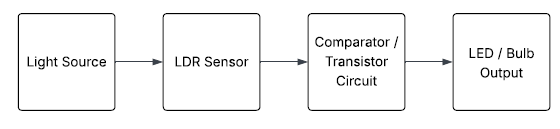 Light Source
LDR Sensor
Comparator /
Transistor
Circuit
LED / Bulb
Output